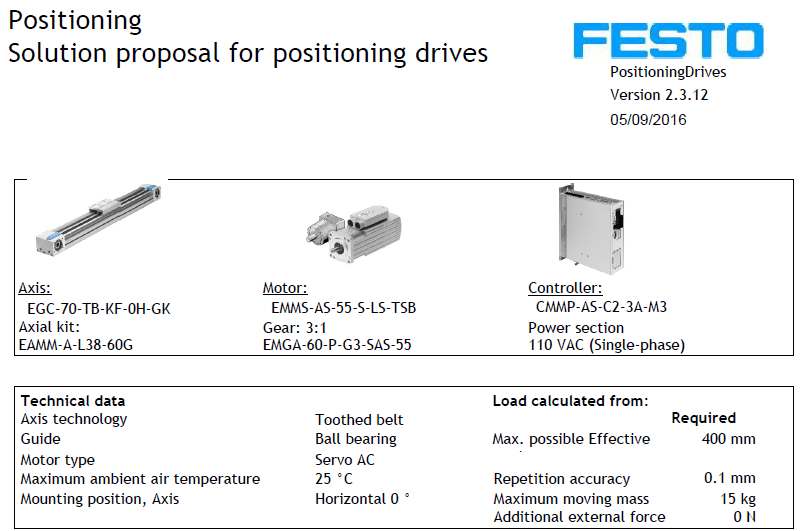 Positioning
Solution proposal for positioning drives
FESTO
PositioningDrives
Version 2.3.12
05/09/2016
Axis:
EGC-70-TB-KF-0H-GK
Axial kit:
EAMM-A-L38-60G
Motor:
EMMS-AS-55-S-LS-TSB
Gear: 3:1
EMGA-60-P-G3-SAS-55
Controller:
CMMP-AS-C2-3A-M3
Power section
110 VAC (Single-phase)
Technical data
Axis technology Toothed belt
Guide Ball bearing
Motor type Servo AC
Maximum ambient air temperature 25 °C
Mounting position, Axis Horizontal 0 °
Load calculated from:
Required
Max. possible Effective 400 mm
Repetition accuracy 0.1 mm
Maximum moving mass 15 kg
Additional external force 0 N